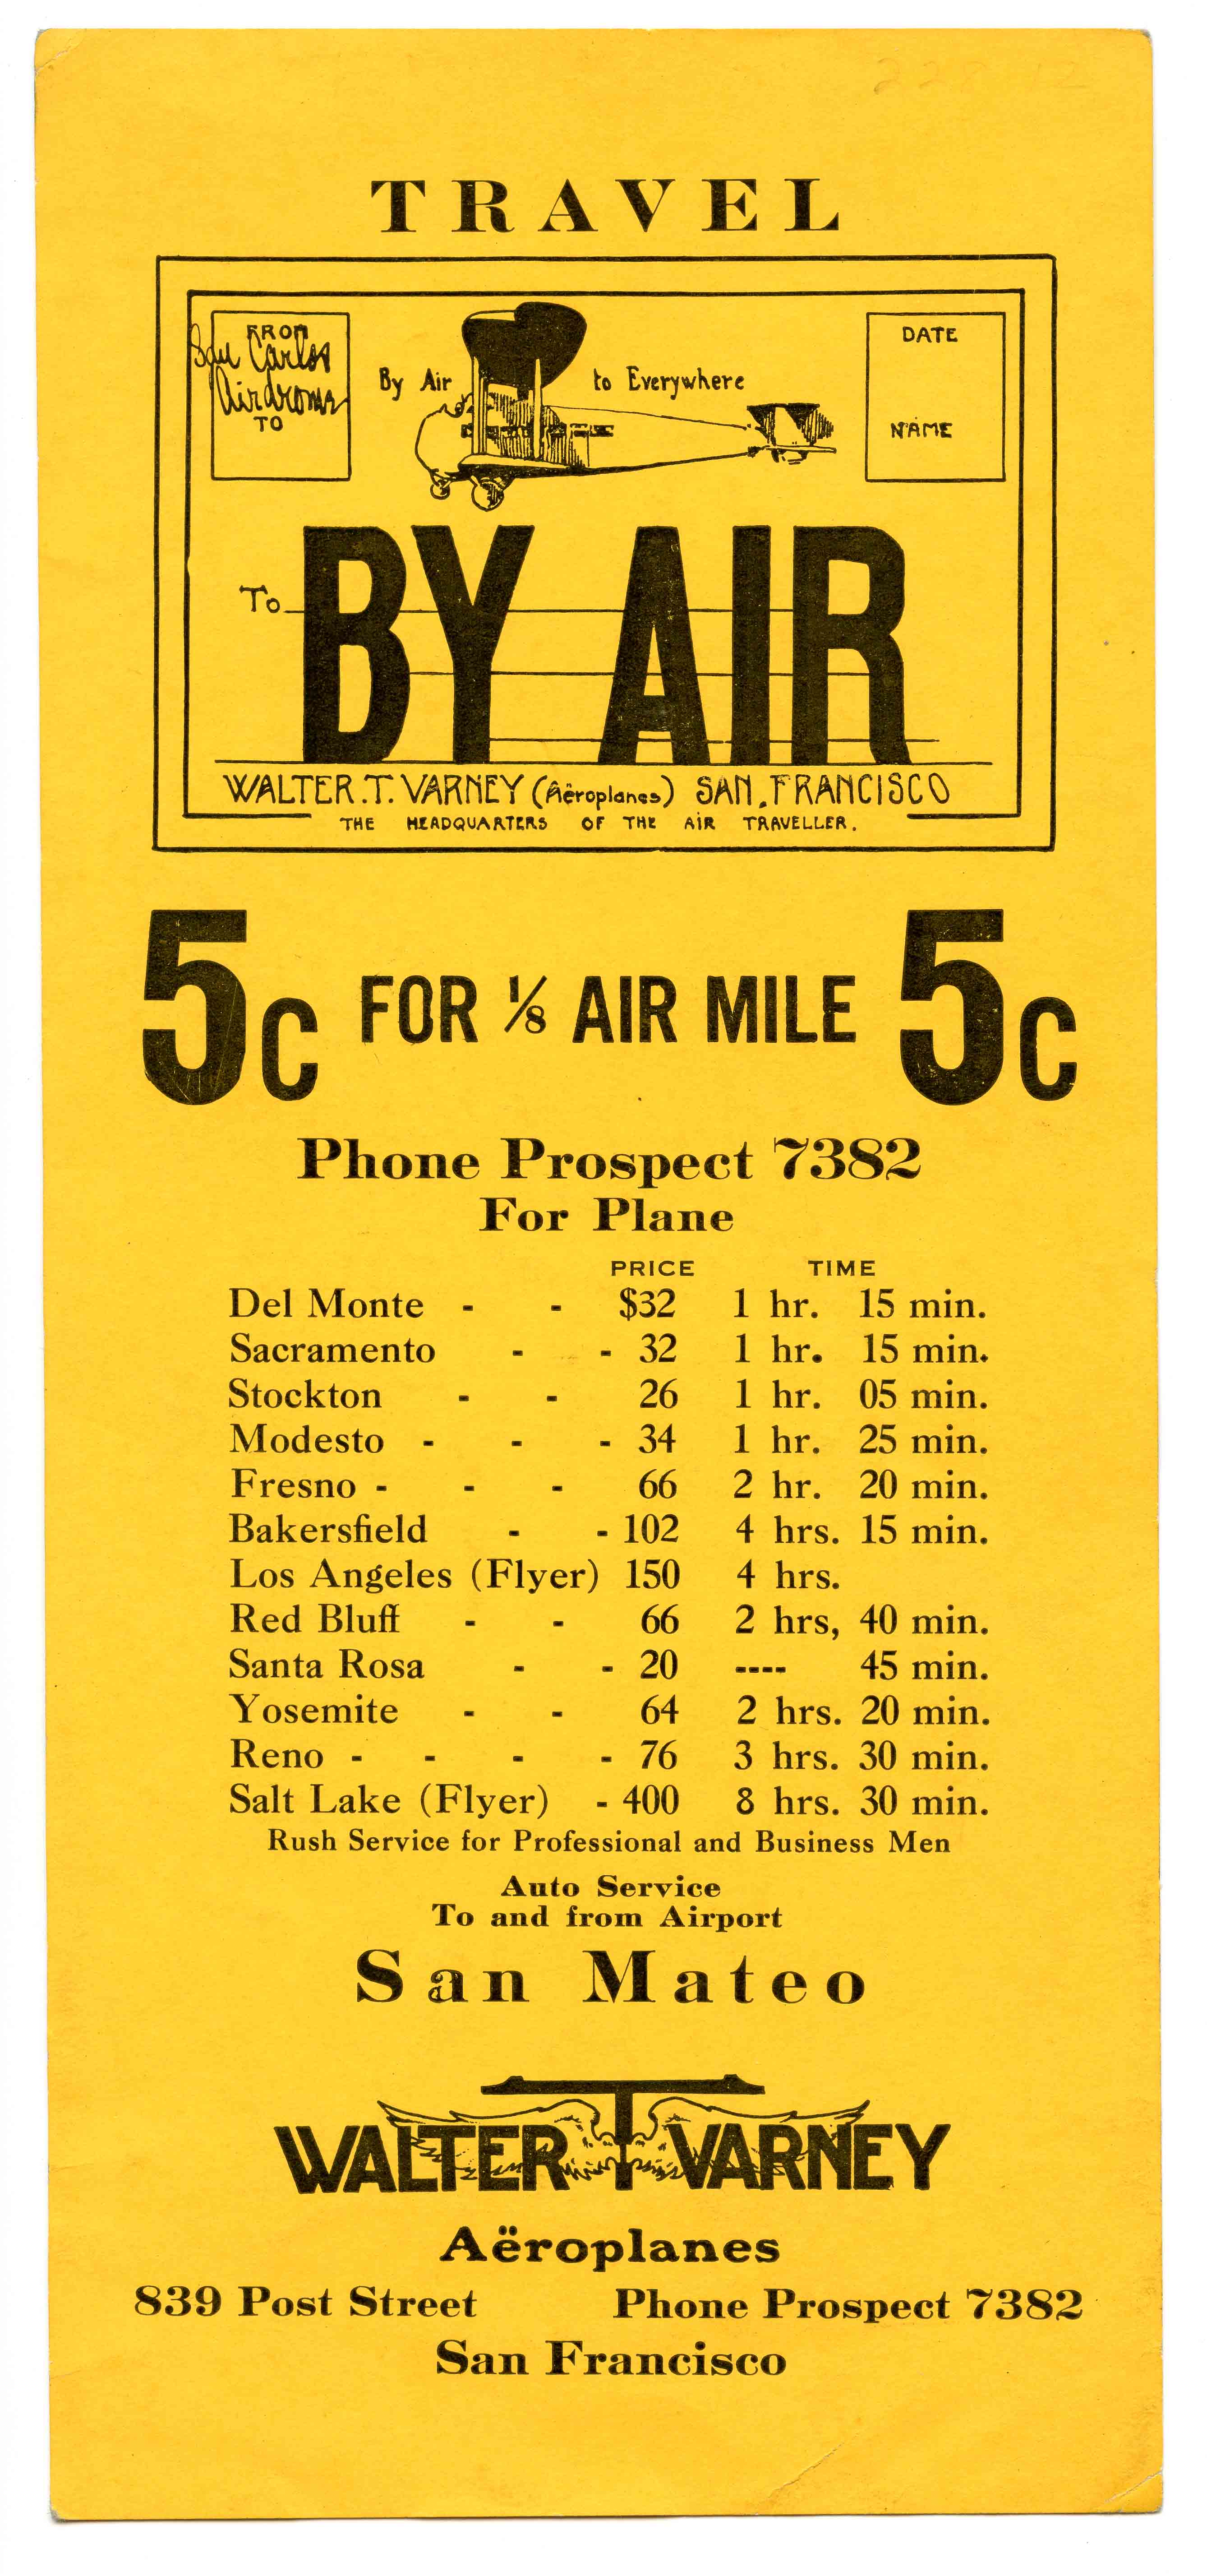 TRAVEL
FROM
San Carlos
Airdrome
TO
By Air to Everywhere
DATE
NAME
To
BY AIR
WALTER.T. VARNEY (Aëroplanes) SAN.FRANCISCO
THE HEADQUARTERS OF THE AIR TRAVELLER.
5c FOR ⅛ AIR MILE 5c
Phone Prospect 7382
For Plane
PRICE TIME
Del Monte - - $32 1 hr. 15 min.
Sacramento - - 32 1 hr. 15 min.
Stockton - - 26 1 hr. 05 min.
Modesto - - - 34 1 hr. 25 min.
Fresno - - - 66 2 hr. 20 min.
Bakersfield - - 102 4 hrs. 15 min.
Los Angeles (Flyer) 150 4 hrs.
Red Bluff - - 66 2 hrs, 40 min.
Santa Rosa - - 20 ---- 45 min.
Yosemite - - 64 2 hrs. 20 min.
Reno - - - - 76 3 hrs. 30 min.
Salt Lake (Flyer) - 400 8 hrs. 30 min.
Rush Service for Professional and Business Men
Auto Service
To and from Airport
San Mateo
WALTER T VARNEY
Aëroplanes
839 Post Street Phone Prospect 7382
San Francisco